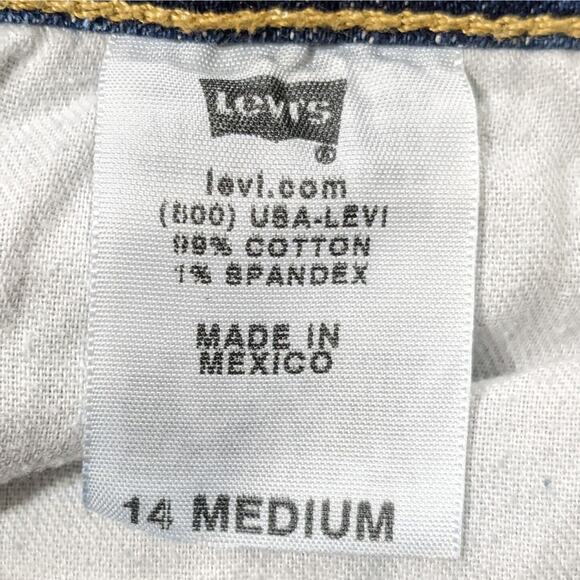 Levi's
®
levi.com
(800) USA-LEVI
99% COTTON
1% SPANDEX
MADE IN
MEXICO
14 MEDIUM